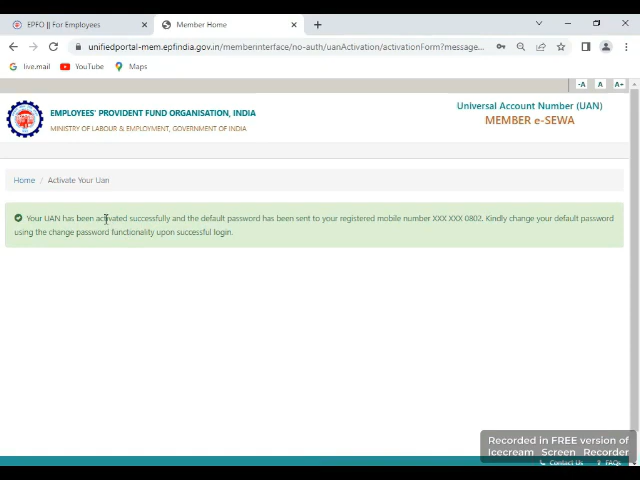 EPFO || For Employees
Member Home
unifiedportal-mem.epfindia.gov.in/memberinterface/no-auth/uanActivation/activationForm?message...
live.mail YouTube Maps
-A A A+
EMPLOYEES' PROVIDENT FUND ORGANISATION, INDIA
MINISTRY OF LABOUR & EMPLOYMENT, GOVERNMENT OF INDIA
Universal Account Number (UAN)
MEMBER e-SEWA
Home / Activate Your Uan
Your UAN has been activated successfully and the default password has been sent to your registered mobile number XXX XXX 0802. Kindly change your default password
using the change password functionality upon successful login.
Recorded in FREE version of
Icecream Screen Recorder
Contact Us ? FAQs